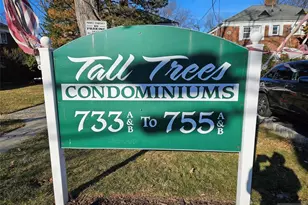 Tall Trees
CONDOMINIUMS
733 A&B To 755 A&B